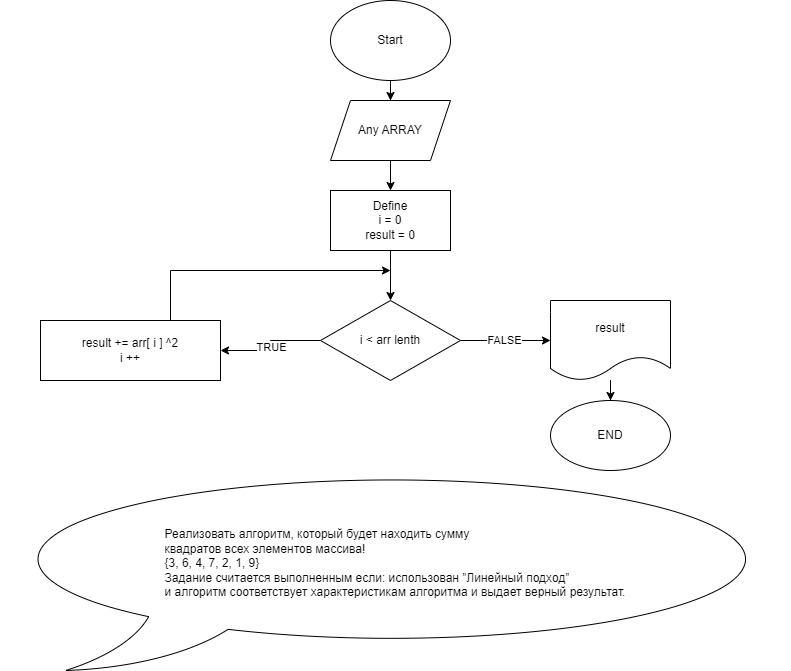 Start
Any ARRAY
Define
i = 0
result = 0
result += arr[ i ] ^2
i ++
TRUE
i < arr lenth
FALSE
result
END
Реализовать алгоритм, который будет находить сумму
квадратов всех элементов массива!
{3, 6, 4, 7, 2, 1, 9}
Задание считается выполненным если: использован "Линейный подход"
и алгоритм соответствует характеристикам алгоритма и выдает верный результат.